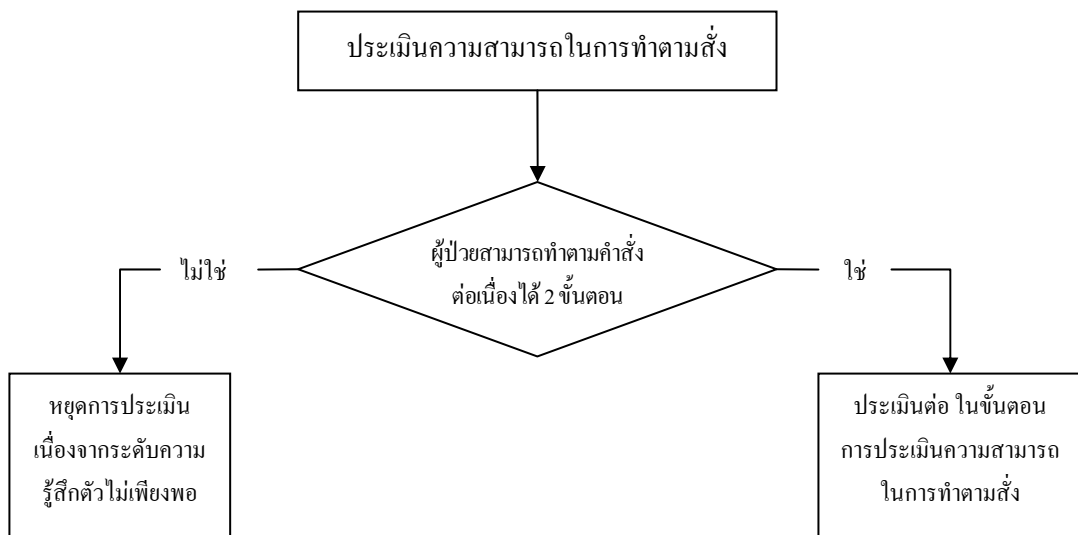 ประเมินความสามารถในการทำตามสั่ง
ผู้ป่วยสามารถทำตามคำสั่ง
ต่อเนื่องได้ 2 ขั้นตอน
ไม่ใช่
ใช่
หยุดการประเมิน
เนื่องจากระดับความ
รู้สึกตัวไม่เพียงพอ
ประเมินต่อ ในขั้นตอน
การประเมินความสามารถ
ในการทำตามสั่ง